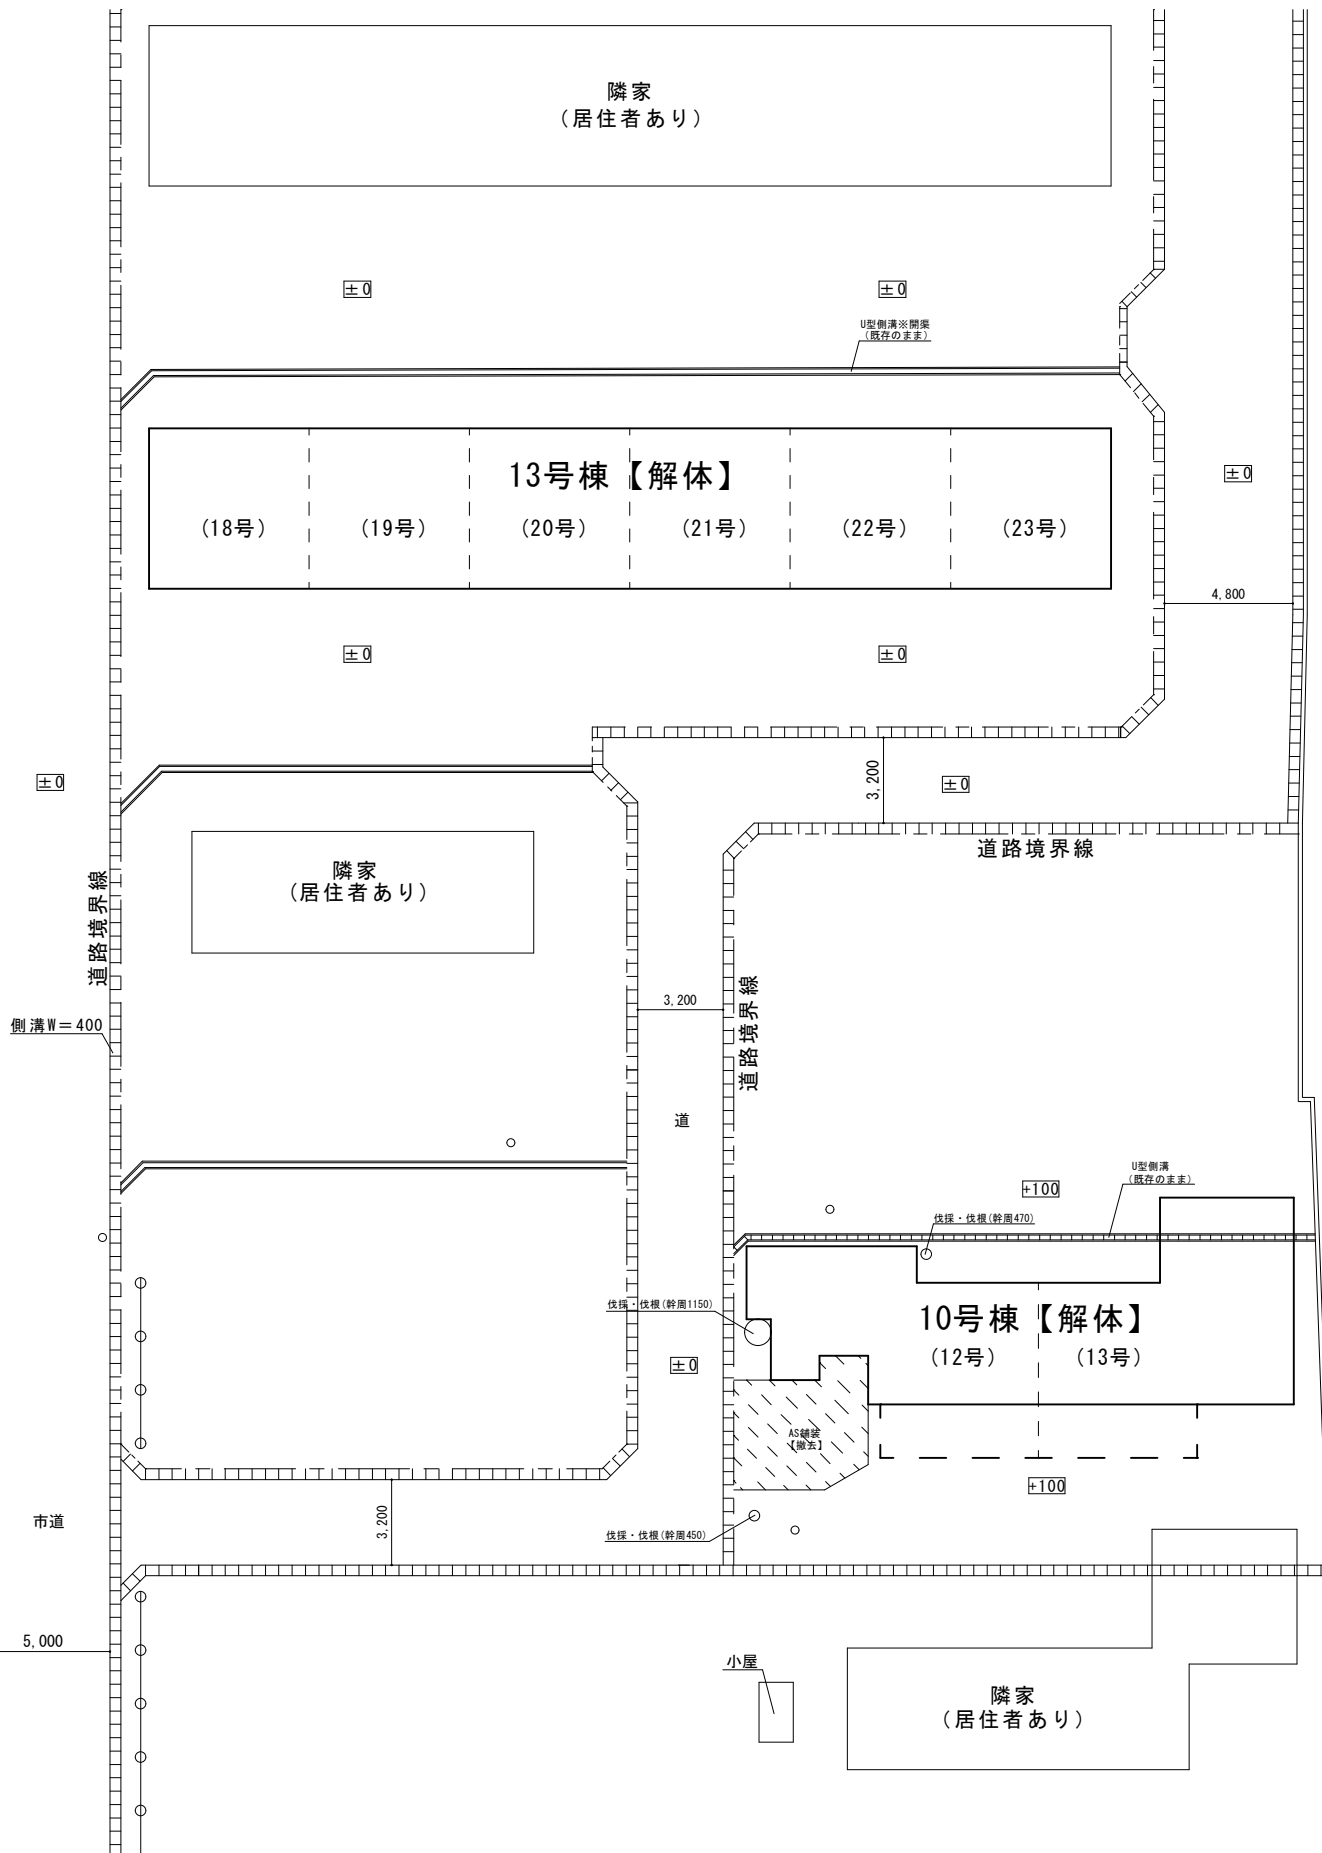 隣家
(居住者あり)
±0
±0
U型側溝※開渠
(既存のまま)
13号棟【解体】
±0
(18号)
(19号)
(20号)
(21号)
(22号)
(23号)
4,800
±0
±0
3,200
±0
±0
道路境界線
隣家
(居住者あり)
道路境界線
道路境界線
3,200
側溝W=400
道
U型側溝
(既存のまま)
+100
伐採・伐根(幹周470)
伐採・伐根(幹周1150)
10号棟【解体】
(12号)
(13号)
±0
AS舗装
【撤去】
+100
市道
3,200
伐採・伐根(幹周450)
5,000
小屋
隣家
(居住者あり)